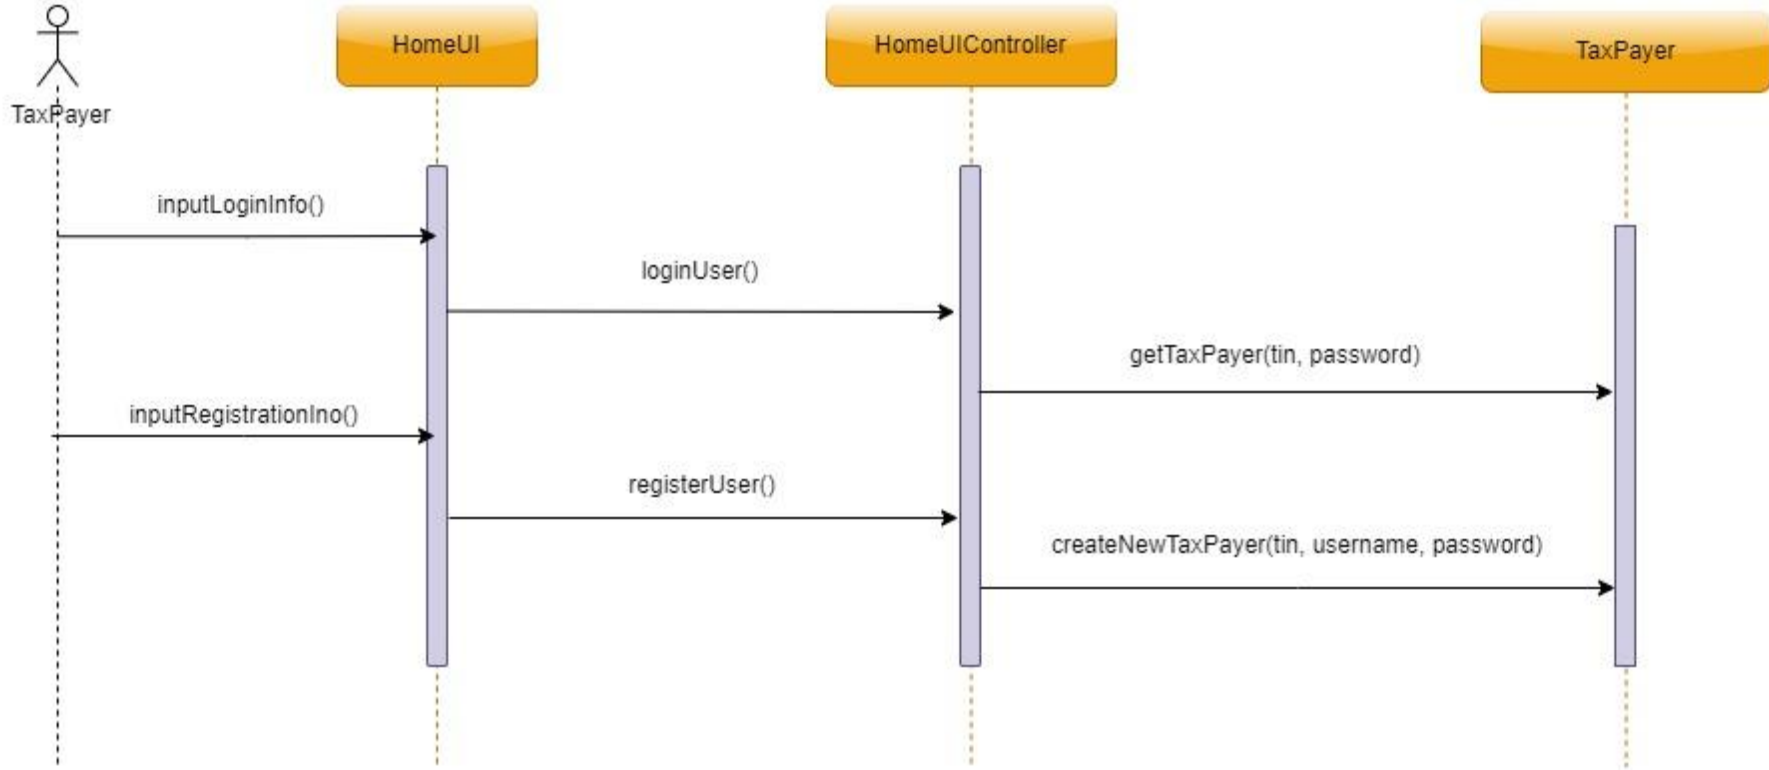 HomeUI
HomeUIController
TaxPayer
TaxPayer
inputLoginInfo()
loginUser()
getTaxPayer(tin, password)
inputRegistrationIno()
registerUser()
createNewTaxPayer(tin, username, password)